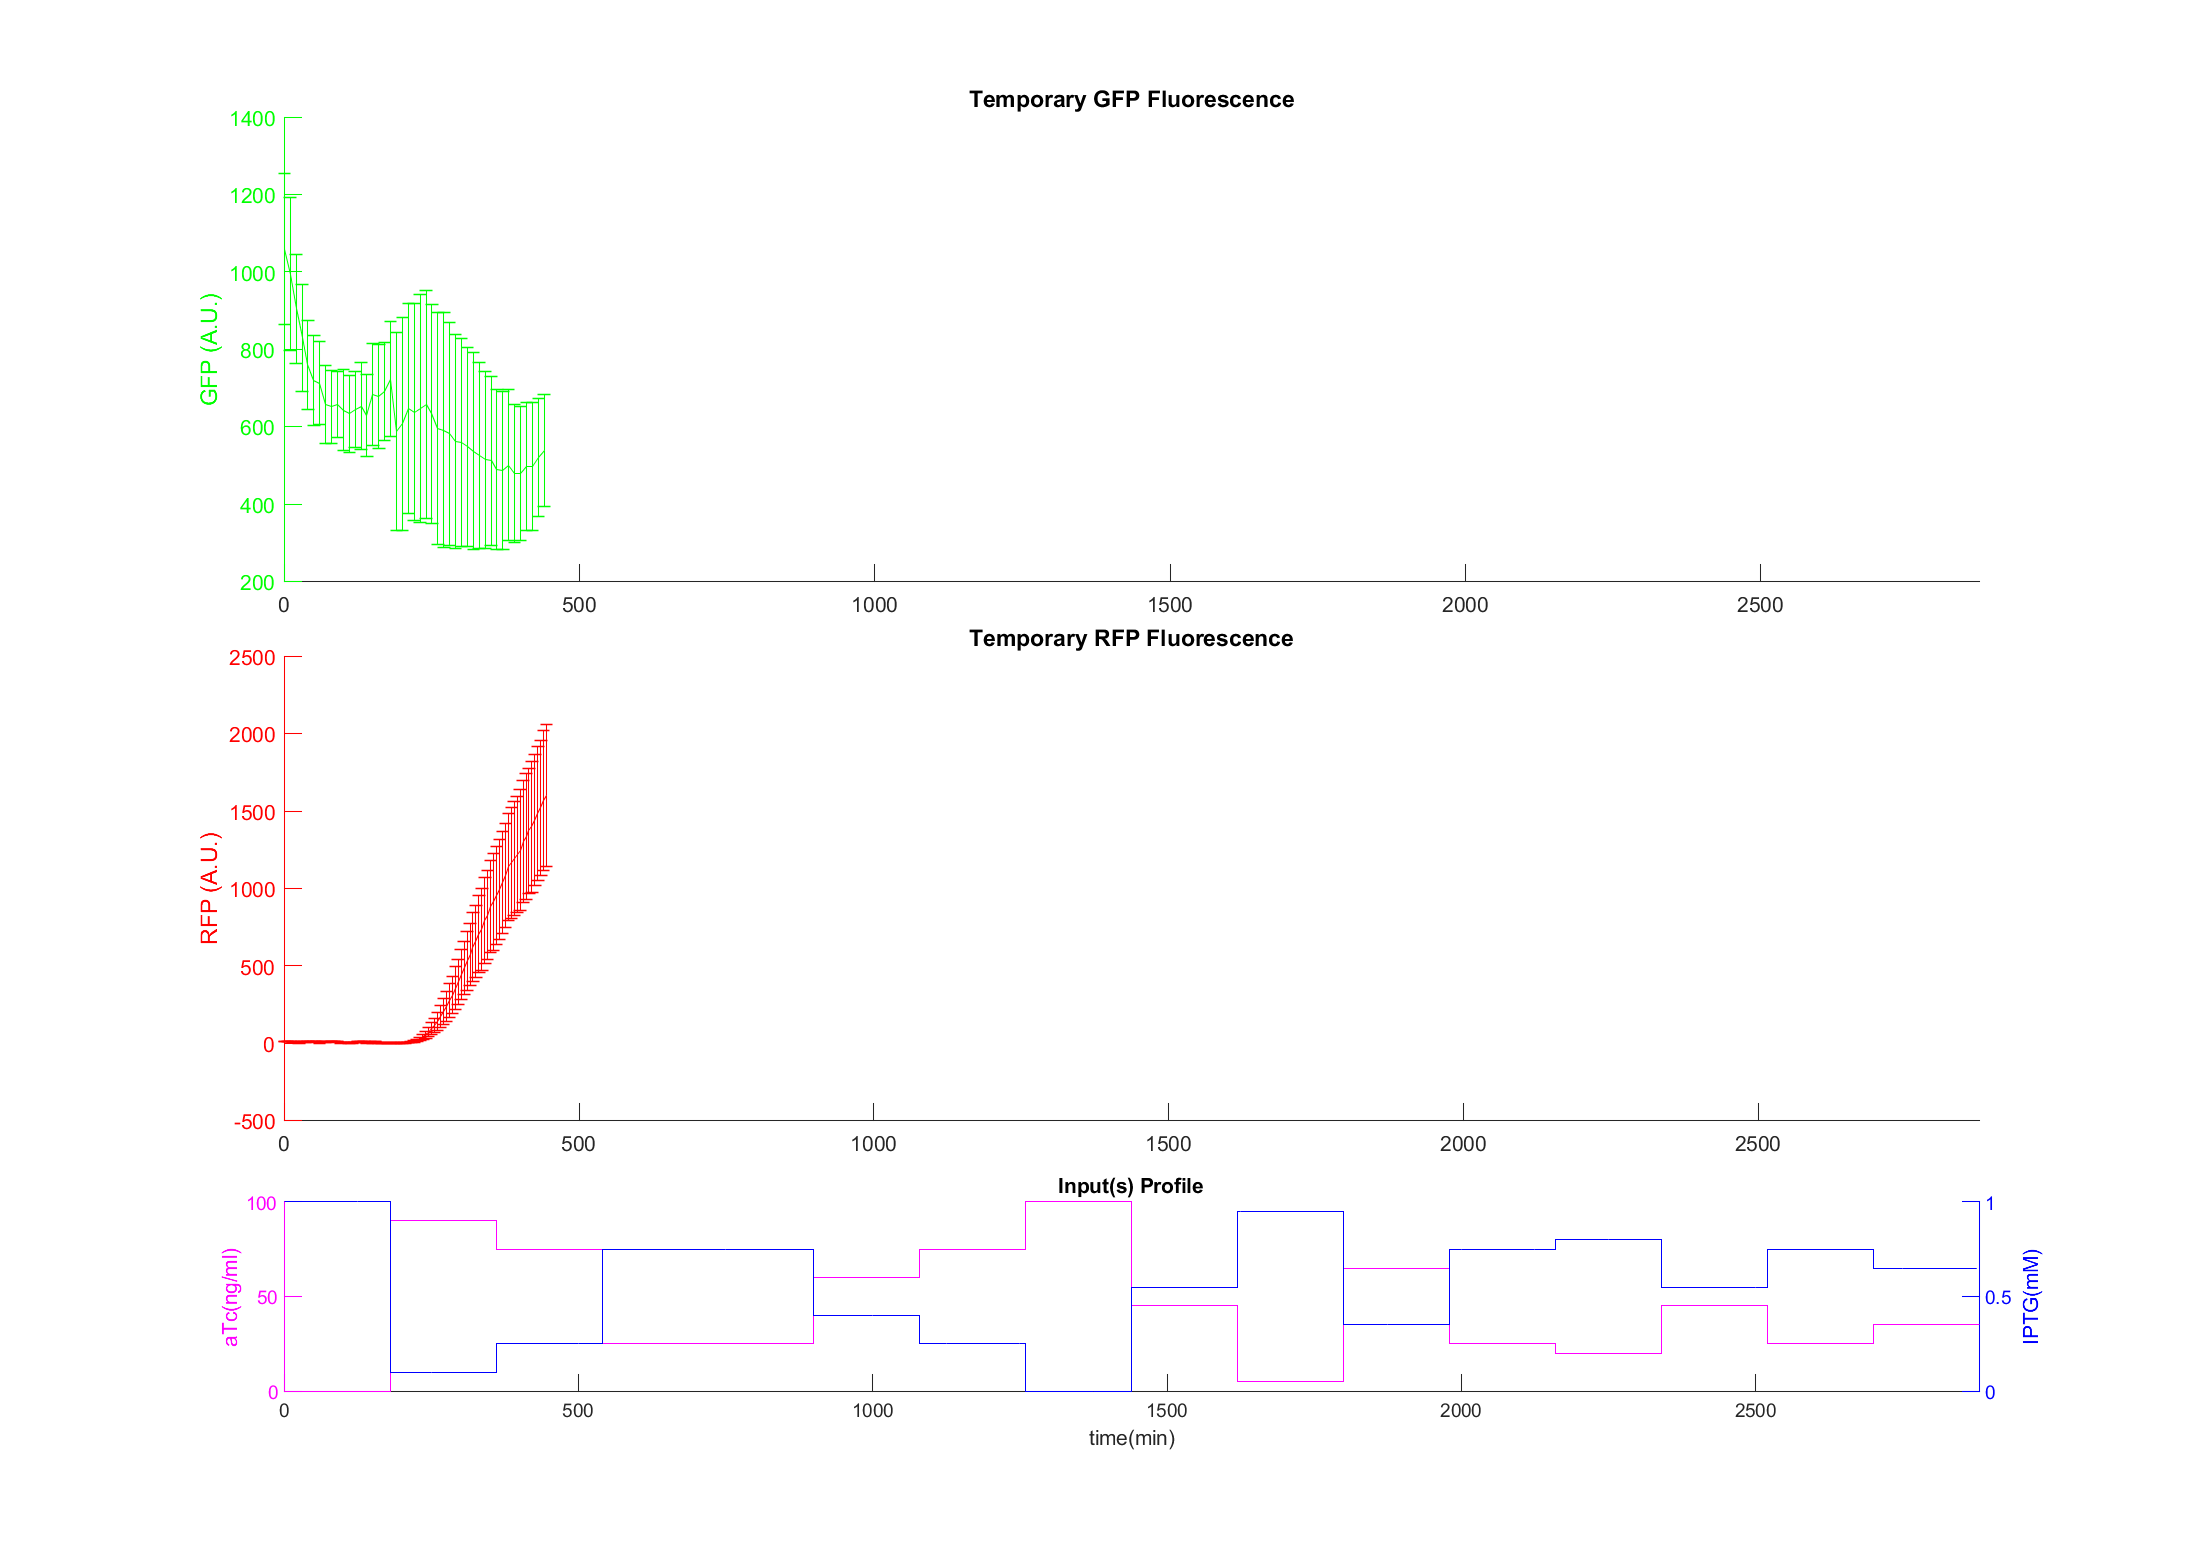 Temporary GFP Fluorescence
1400
1200
1000
800
600
400
200
GFP (A.U.)
0 500 1000 1500 2000 2500
Temporary RFP Fluorescence
2500
2000
1500
1000
500
0
-500
RFP (A.U.)
0 500 1000 1500 2000 2500
Input(s) Profile
100
50
0
aTc(ng/ml)
1
0.5
0
IPTG(mM)
0 500 1000 1500 2000 2500
time(min)